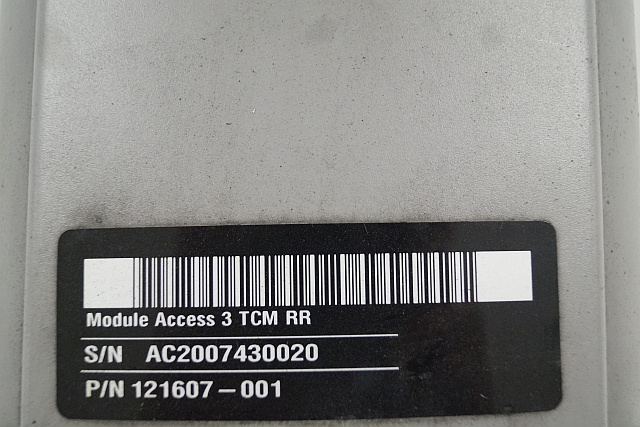 Module Access 3 TCM RR
S/N AC2007430020
P/N 121607-001